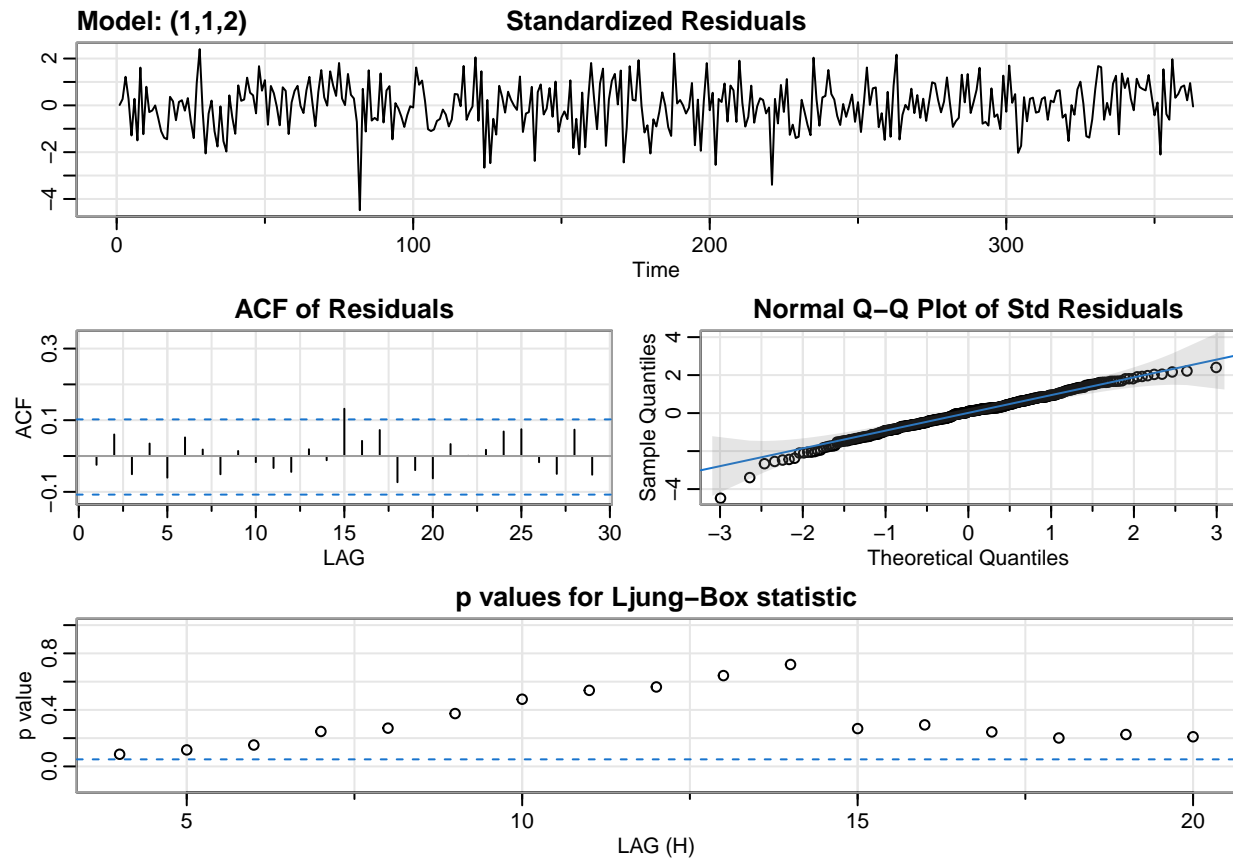 Model: (1,1,2) Standardized Residuals
2
0
−2
−4
0 100 200 300
Time
ACF of Residuals
ACF
0.3
0.1
−0.1
0 5 10 15 20 25 30
LAG
Normal Q−Q Plot of Std Residuals
Sample Quantiles
4
2
0
−4
−3 −2 −1 0 1 2 3
Theoretical Quantiles
p values for Ljung−Box statistic
p value
0.8
0.4
0.0
5 10 15 20
LAG (H)